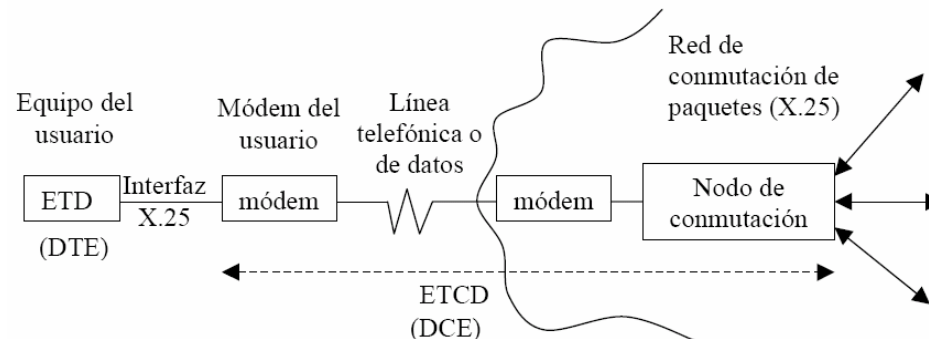 Equipo del
usuario
Módem del
usuario
Línea
telefónica o
de datos
Red de
conmutación de
paquetes (X.25)
ETD
(DTE)
Interfaz
X.25
módem
módem
Nodo de
conmutación
ETCD
(DCE)